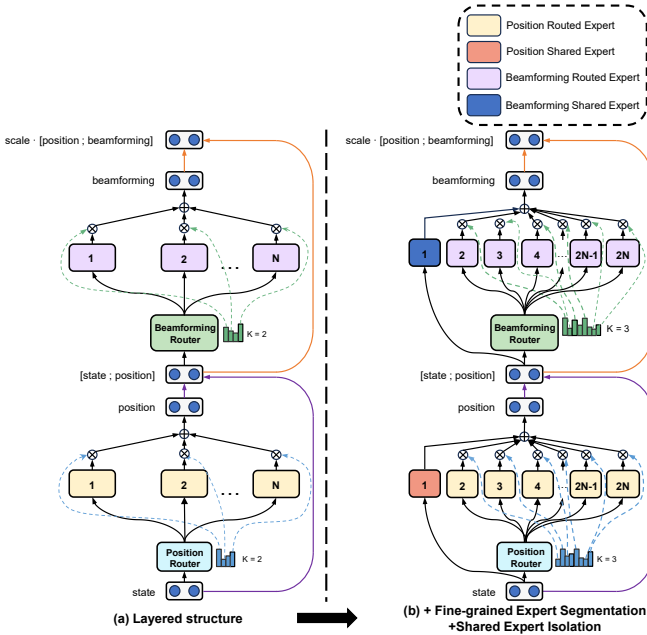 Position Routed Expert
Position Shared Expert
Beamforming Routed Expert
Beamforming Shared Expert
scale · [position ; beamforming]
beamforming
1
2
...
N
Beamforming
Router
K = 2
[state ; position]
position
1
2
...
N
Position
Router
K = 2
state
(a) Layered structure
scale · [position ; beamforming]
beamforming
1
2
3
4
...
2N-1
2N
Beamforming
Router
K = 3
[state ; position]
position
1
2
3
4
...
2N-1
2N
Position
Router
K = 3
state
(b) + Fine-grained Expert Segmentation
+Shared Expert Isolation